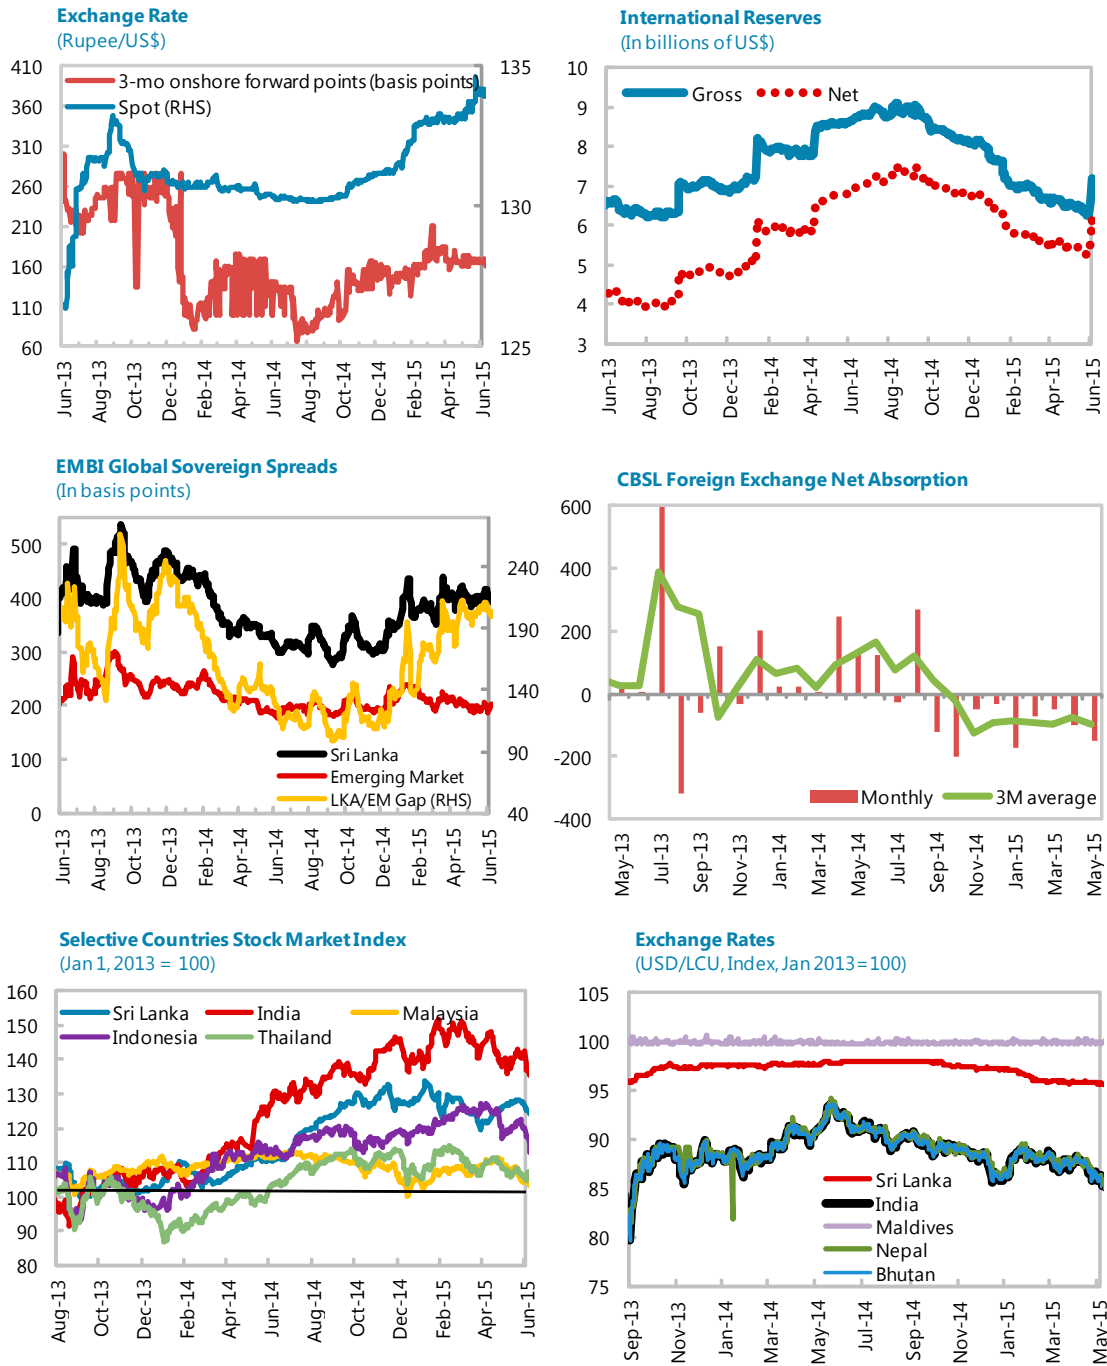 Exchange Rate
(Rupee/US$)
410
360
310
260
210
160
110
60
135
130
125
3-mo onshore forward points (basis points)
Spot (RHS)
Jun-13
Aug-13
Oct-13
Dec-13
Feb-14
Apr-14
Jun-14
Aug-14
Oct-14
Dec-14
Feb-15
Apr-15
Jun-15
International Reserves
(In billions of US$)
10
9
8
7
6
5
4
3
Gross
Net
Jun-13
Aug-13
Oct-13
Dec-13
Feb-14
Apr-14
Jun-14
Aug-14
Oct-14
Dec-14
Feb-15
Apr-15
Jun-15
EMBI Global Sovereign Spreads
(In basis points)
500
400
300
200
100
0
240
190
140
90
40
Sri Lanka
Emerging Market
LKA/EM Gap (RHS)
Jun-13
Aug-13
Oct-13
Dec-13
Feb-14
Apr-14
Jun-14
Aug-14
Oct-14
Dec-14
Feb-15
Apr-15
Jun-15
CBSL Foreign Exchange Net Absorption
600
400
200
0
-200
-400
Monthly
3M average
May-13
Jul-13
Sep-13
Nov-13
Jan-14
Mar-14
May-14
Jul-14
Sep-14
Nov-14
Jan-15
Mar-15
May-15
Selective Countries Stock Market Index
(Jan 1, 2013 = 100)
160
150
140
130
120
110
100
90
80
Sri Lanka
India
Malaysia
Indonesia
Thailand
Aug-13
Oct-13
Dec-13
Feb-14
Apr-14
Jun-14
Aug-14
Oct-14
Dec-14
Feb-15
Apr-15
Jun-15
Exchange Rates
(USD/LCU, Index, Jan 2013=100)
105
100
95
90
85
80
75
Sri Lanka
India
Maldives
Nepal
Bhutan
Sep-13
Nov-13
Jan-14
Mar-14
May-14
Jul-14
Sep-14
Nov-14
Jan-15
Mar-15
May-15